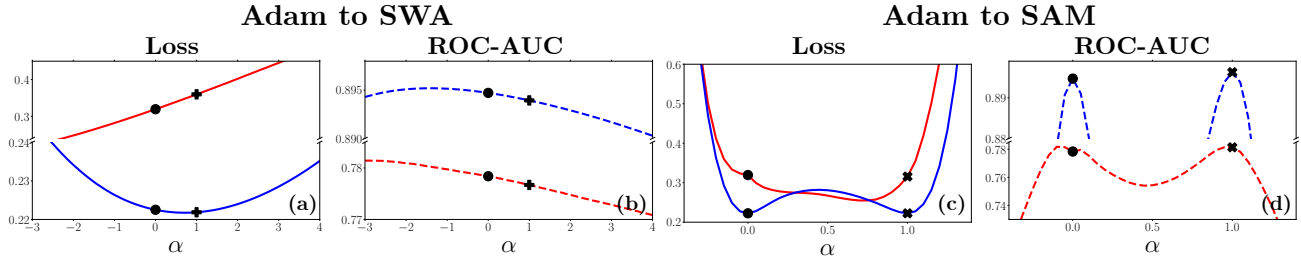 Adam to SWA
Adam to SAM
Loss
ROC-AUC
Loss
ROC-AUC
0.4
0.3
0.24
0.23
0.22
−3 −2 −1 0 1 2 3 4
α
(a)
0.895
0.890
0.79
0.78
0.77
−3 −2 −1 0 1 2 3 4
α
(b)
0.6
0.5
0.4
0.3
0.2
0.0 0.5 1.0
α
(c)
0.89
0.88
0.78
0.76
0.74
0.0 0.5 1.0
α
(d)